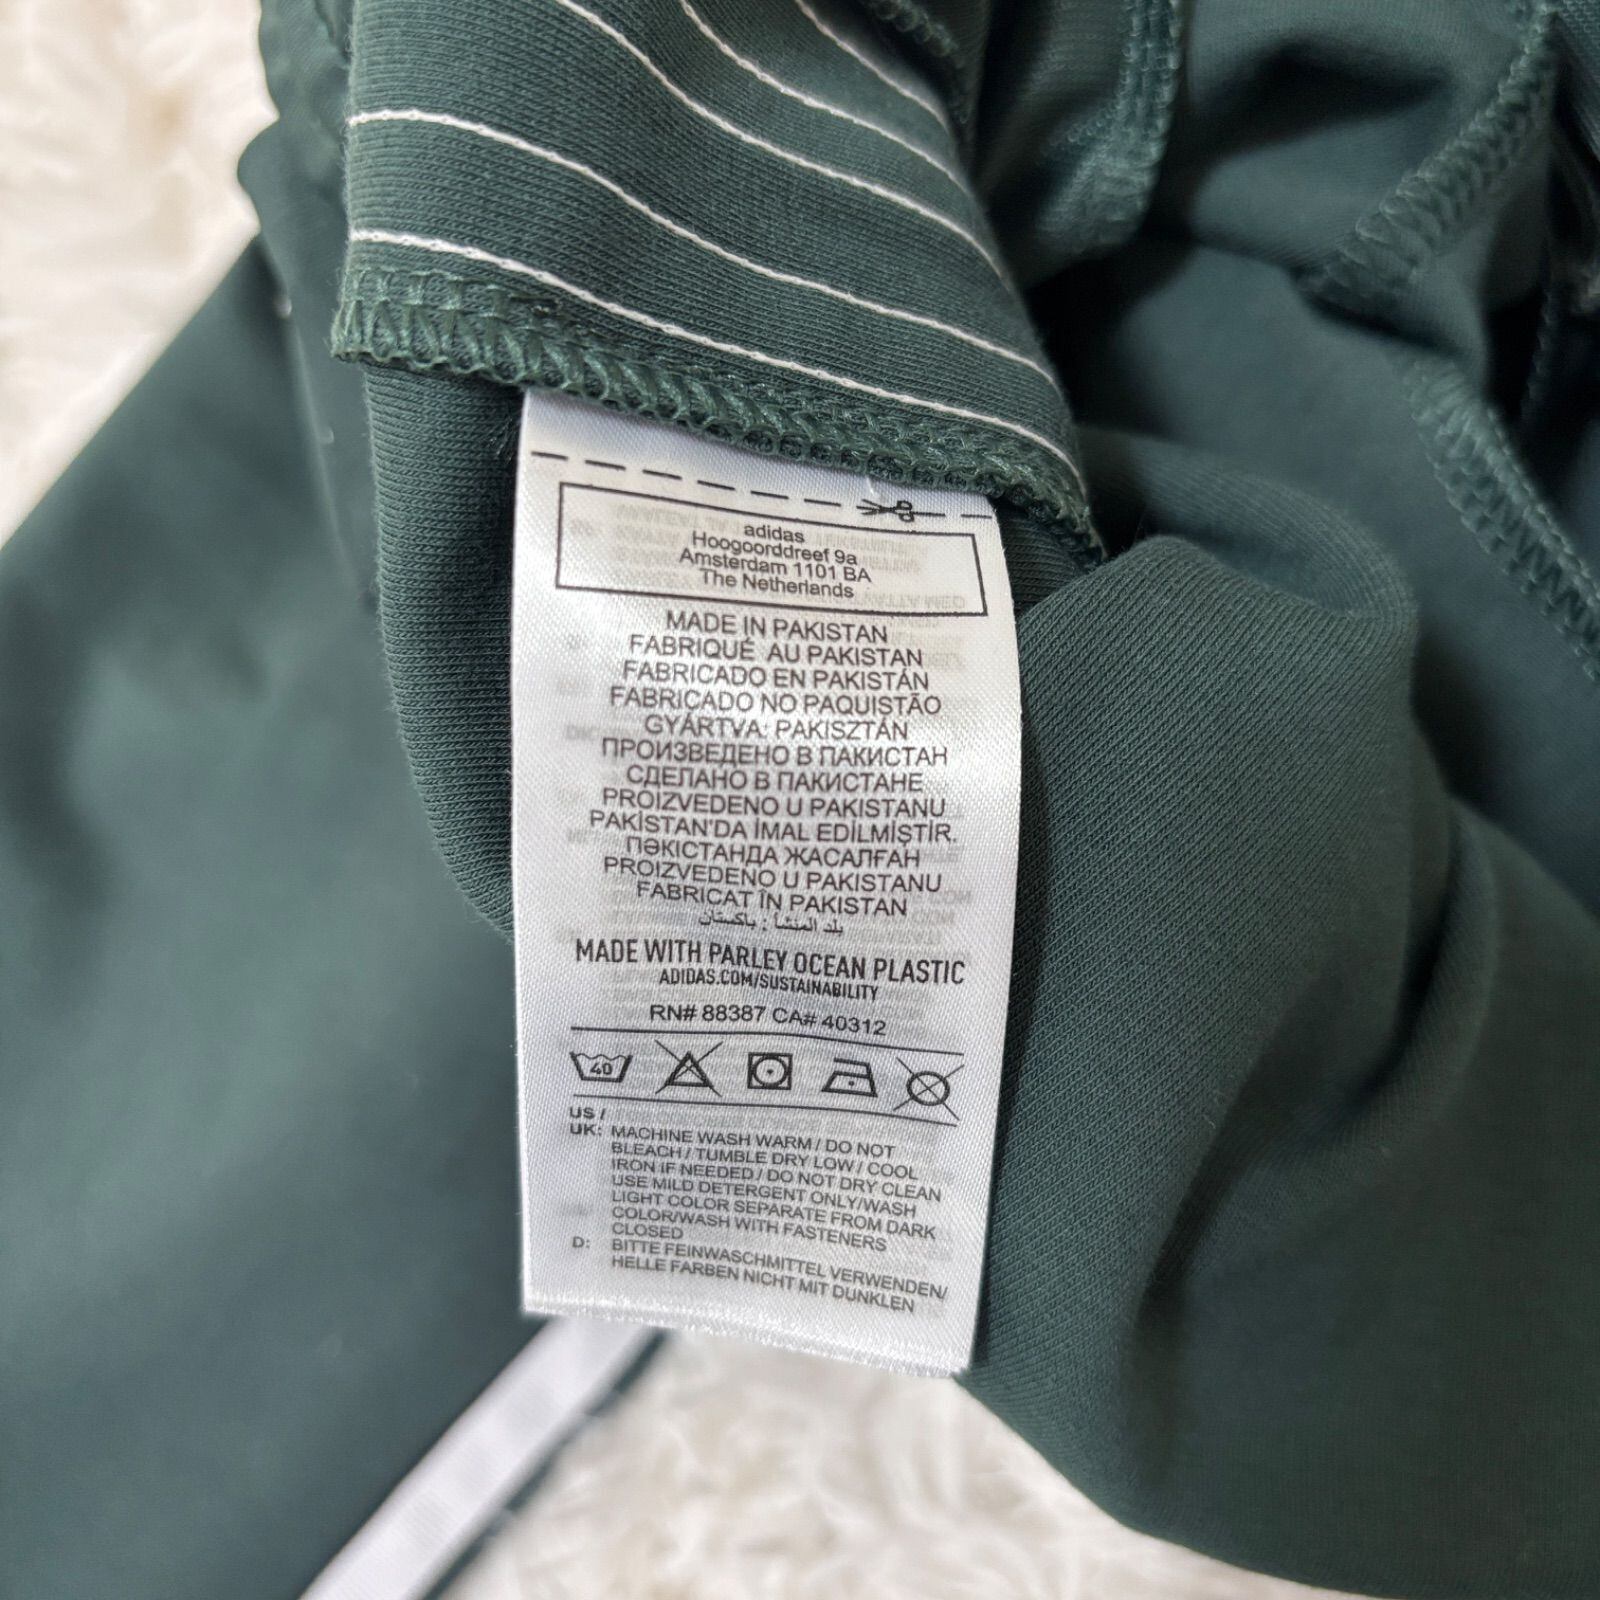 adidas
Hoogoorddreef 9a
Amsterdam 1101 BA
The Netherlands
MADE IN PAKISTAN
FABRIQUÉ AU PAKISTAN
FABRICADO EN PAKISTÁN
FABRICADO NO PAQUISTÃO
GYÁRTVA: PAKISZTÁN
ПРОИЗВЕДЕНО В ПАКИСТАН
СДЕЛАНО В ПАКИСТАНЕ
PROIZVEDENO U PAKISTANU
PAKİSTAN'DA İMAL EDİLMİŞTİR.
ПӘКІСТАНДА ЖАСАЛҒАН
PROIZVEDENO U PAKISTANU
FABRICAT ÎN PAKISTAN
بلد المنشأ : باكستان
MADE WITH PARLEY OCEAN PLASTIC
ADIDAS.COM/SUSTAINABILITY
RN# 88387 CA# 40312
40
US /
UK: MACHINE WASH WARM / DO NOT
BLEACH / TUMBLE DRY LOW / COOL
IRON IF NEEDED / DO NOT DRY CLEAN
USE MILD DETERGENT ONLY/WASH
LIGHT COLOR SEPARATE FROM DARK
COLOR/WASH WITH FASTENERS
CLOSED
D: BITTE FEINWASCHMITTEL VERWENDEN/
HELLE FARBEN NICHT MIT DUNKLEN